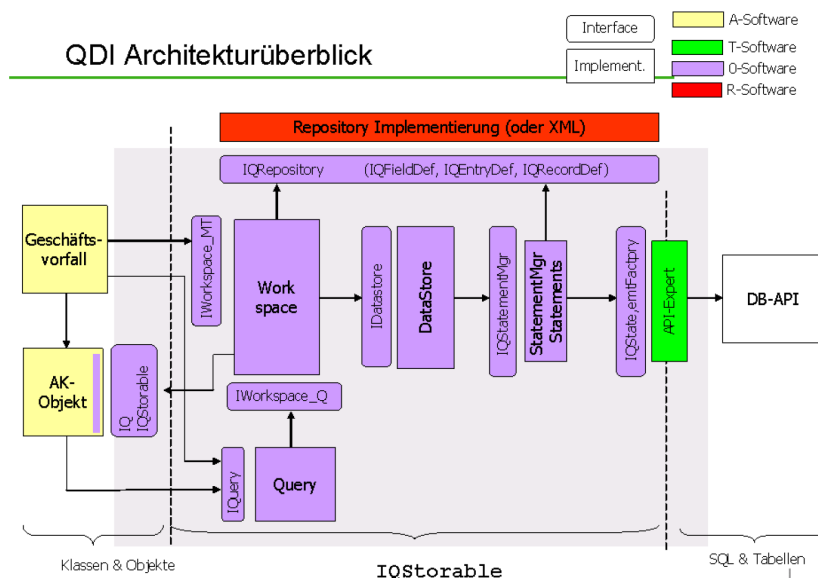 QDI Architekturüberblick
Interface
Implement.
A-Software
T-Software
0-Software
R-Software
Repository Implementierung (oder XML)
IQRepository (IQFieldDef, IQEntryDef, IQRecordDef)
Geschäfts-
vorfall
IWorkspace_MT
Work
space
IDatastore
DataStore
IQStatementMgr
StatementMgr
Statements
IQState,emtFactpry
API-Expert
DB-API
AK-
Objekt
IQ
IQStorable
IWorkspace_Q
IQuery
Query
Klassen & Objekte
IQStorable
SQL & Tabellen